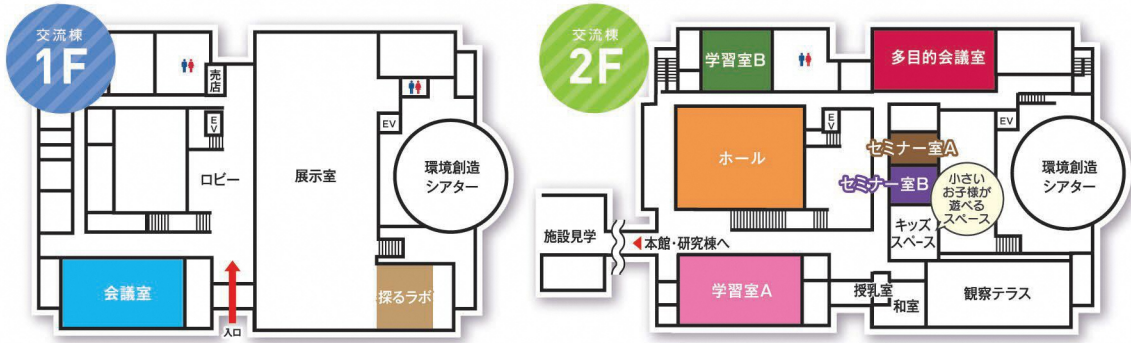 交流棟
1F
売店
EV
EV
ロビー
展示室
環境創造
シアター
会議室
探るラボ
入口
交流棟
2F
学習室B
多目的会議室
EV
EV
ホール
セミナー室A
セミナー室B
小さい
お子様が
遊べる
スペース
環境創造
シアター
キッズ
スペース
施設見学
本館・研究棟へ
学習室A
授乳室
和室
観察テラス